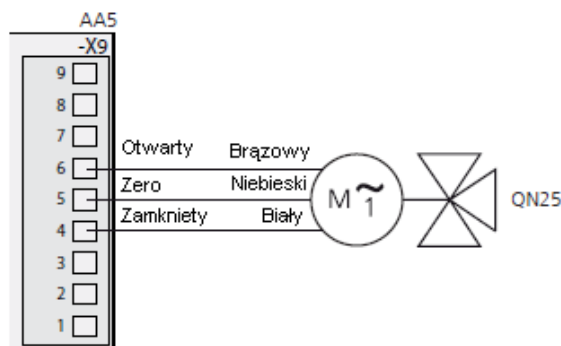 AA5
-X9
9
8
7
6 Otwarty Brązowy
5 Zero Niebieski
4 Zamkniety Biały
3
2
1
M ~ 1
QN25